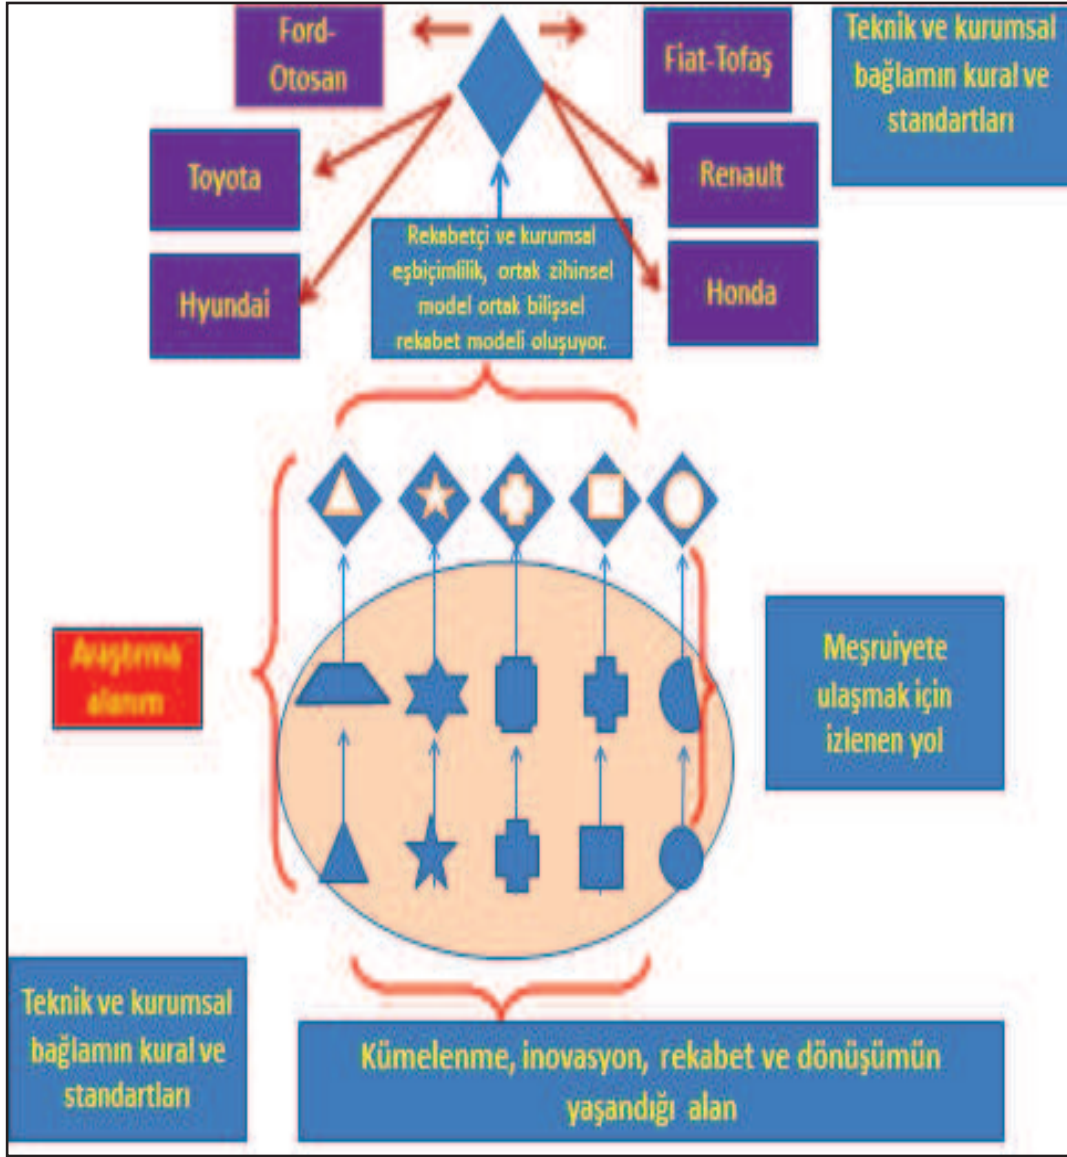 Ford-
Otosan
Fiat-Tofaş
Teknik ve kurumsal
bağlamın kural ve
standartları
Toyota
Renault
Hyundai
Honda
Rekabetçi ve kurumsal
eşbiçimlilik, ortak zihinsel
model ortak bilişsel
rekabet modeli oluşuyor.
Araştırma
alanım
Meşruiyete
ulaşmak için
izlenen yol
Teknik ve kurumsal
bağlamın kural ve
standartları
Kümelenme, inovasyon, rekabet ve dönüşümün
yaşandığı alan